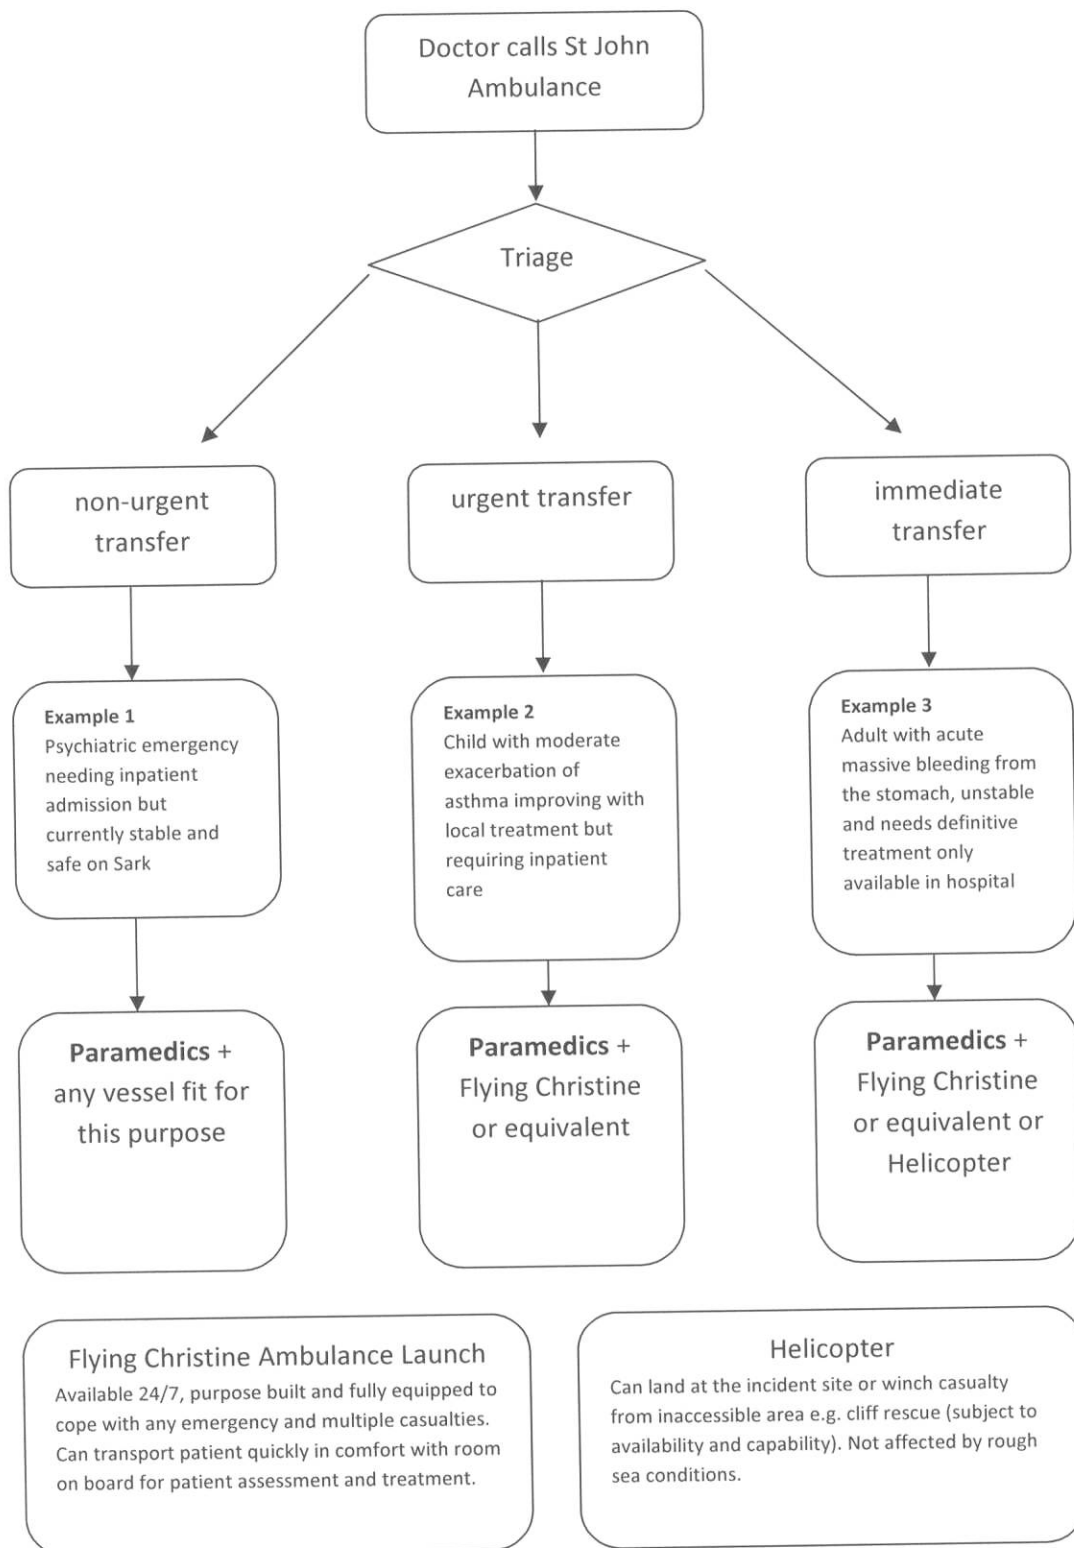 Doctor calls St John
Ambulance
Triage
non-urgent
transfer
urgent transfer
immediate
transfer
Example 1
Psychiatric emergency
needing inpatient
admission but
currently stable and
safe on Sark
Example 2
Child with moderate
exacerbation of
asthma improving with
local treatment but
requiring inpatient
care
Example 3
Adult with acute
massive bleeding from
the stomach, unstable
and needs definitive
treatment only
available in hospital
Paramedics +
any vessel fit for
this purpose
Paramedics +
Flying Christine
or equivalent
Paramedics +
Flying Christine
or equivalent or
Helicopter
Flying Christine Ambulance Launch
Available 24/7, purpose built and fully equipped to
cope with any emergency and multiple casualties.
Can transport patient quickly in comfort with room
on board for patient assessment and treatment.
Helicopter
Can land at the incident site or winch casualty
from inaccessible area e.g. cliff rescue (subject to
availability and capability). Not affected by rough
sea conditions.